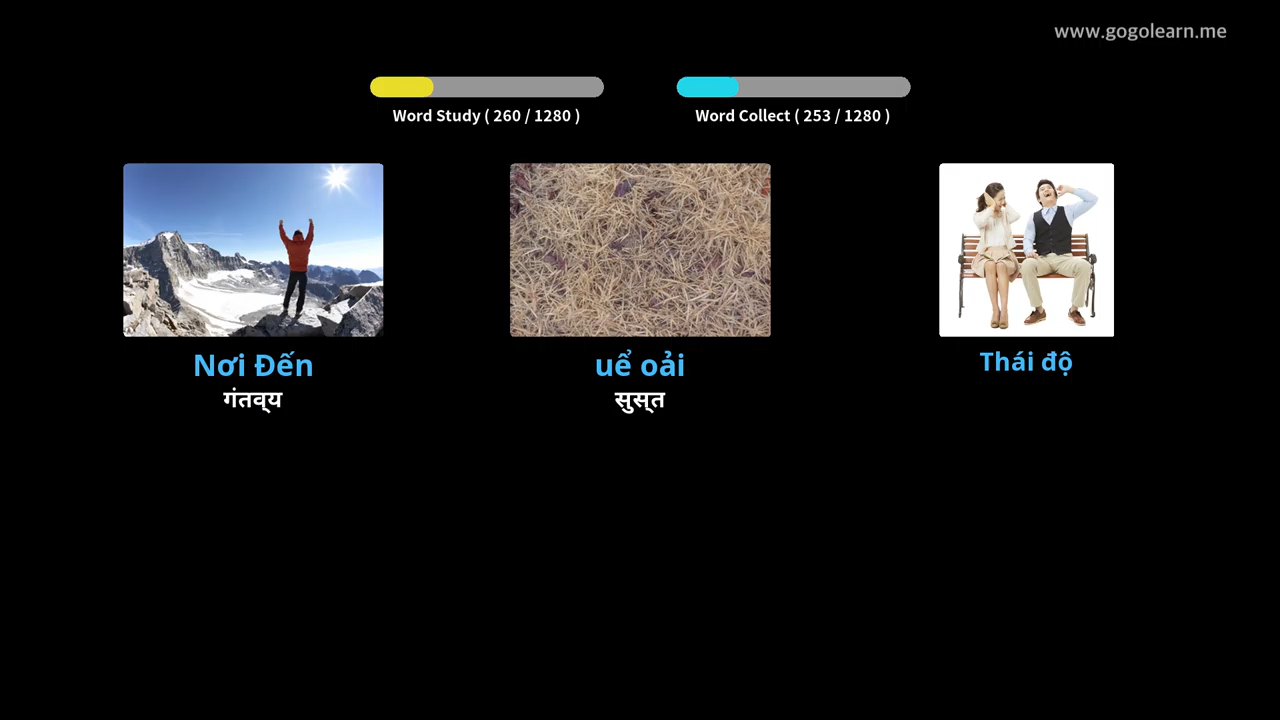 www.gogolearn.me
Word Study ( 260 / 1280 )
Word Collect ( 253 / 1280 )
Nơi Đến
गंतव्य
uể oải
सुस्त
Thái độ